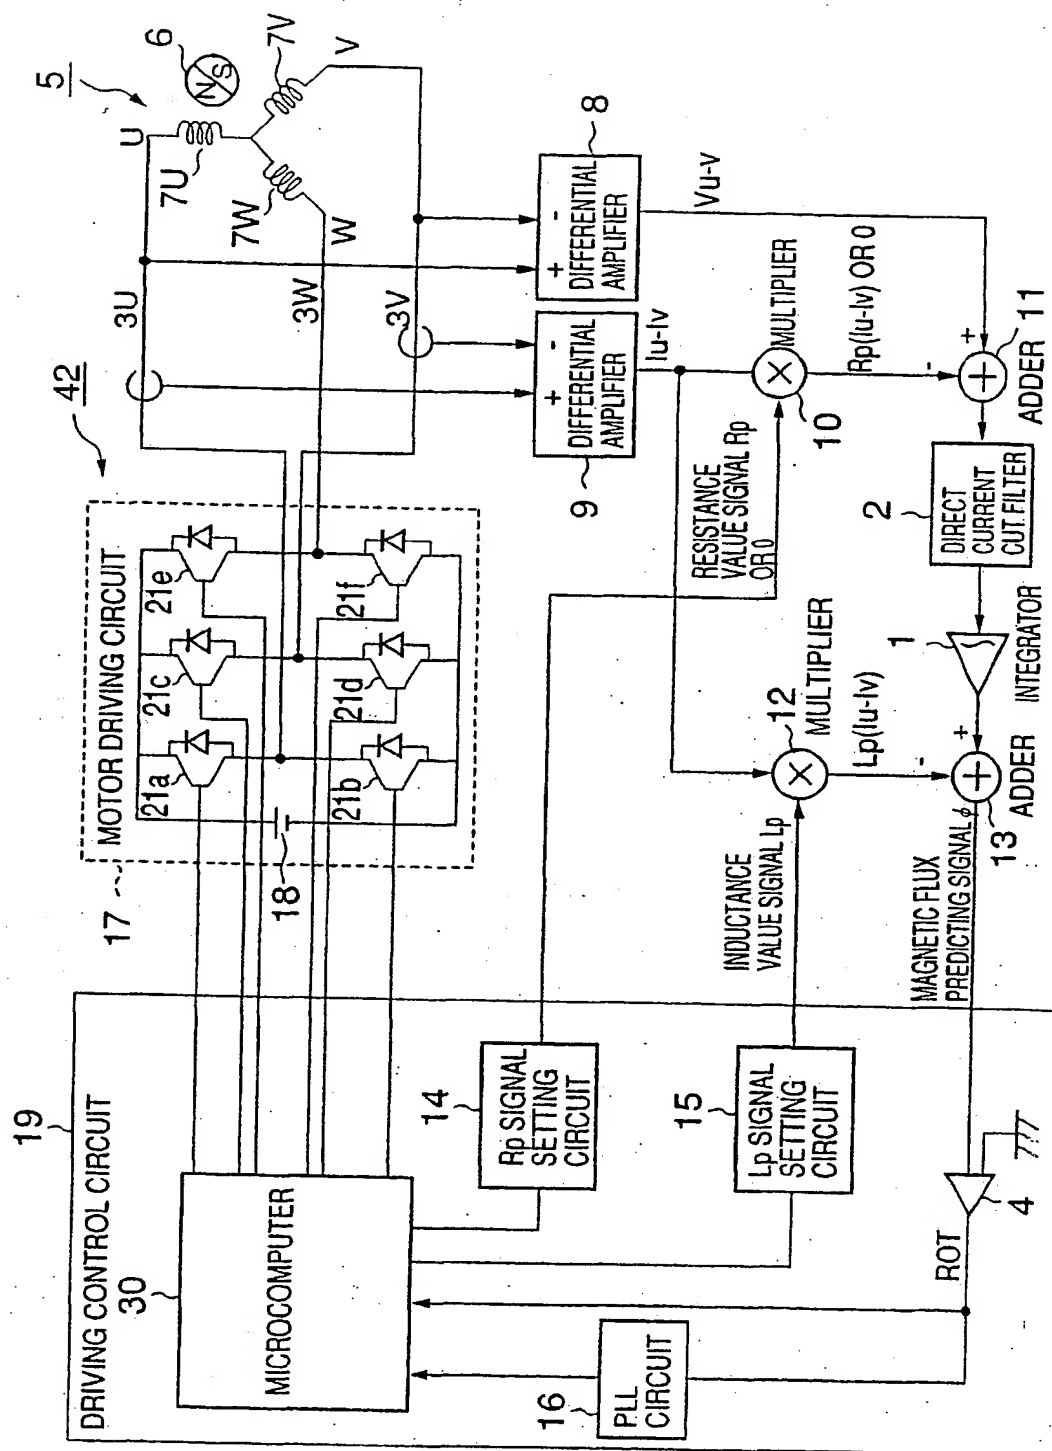 19
DRIVING CONTROL CIRCUIT
30
MICROCOMPUTER
16
PLL
CIRCUIT
14
Rp SIGNAL
SETTING
CIRCUIT
15
Lp SIGNAL
SETTING
CIRCUIT
ROT
4
17
MOTOR DRIVING CIRCUIT
18
21a
21c
21e
21b
21d
21f
42
3U
3W
3V
5
6
N
S
U
7U
7V
V
7W
W
8
+
-
DIFFERENTIAL
AMPLIFIER
Vu-v
9
+
-
DIFFERENTIAL
AMPLIFIER
Iu-Iv
RESISTANCE
VALUE SIGNAL Rp
OR 0
×
10
MULTIPLIER
Rp(Iu-Iv) OR 0
-
+
+
11
ADDER
2
DIRECT
CURRENT
CUT.FILTER
1
∫
INTEGRATOR
INDUCTANCE
VALUE SIGNAL Lp
×
12
MULTIPLIER
Lp(Iu-Iv)
-
+
+
13
ADDER
MAGNETIC FLUX
PREDICTING SIGNAL ϕ